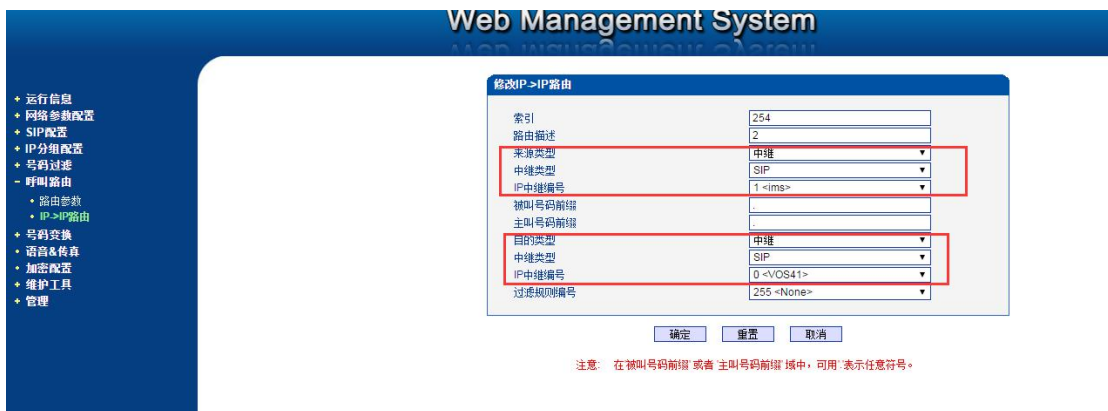 Web Management System
+ 运行信息
+ 网络参数配置
+ SIP配置
+ IP分组配置
+ 号码过滤
- 呼叫路由
• 路由参数
• IP->IP路由
+ 号码变换
• 语音&传真
• 加密配置
+ 维护工具
+ 管理
修改IP->IP路由
索引 254
路由描述 2
来源类型 中继
中继类型 SIP
IP中继编号 1 <ims>
被叫号码前缀 .
主叫号码前缀 .
目的类型 中继
中继类型 SIP
IP中继编号 0 <VOS41>
过滤规则编号 255 <None>
确定 重置 取消
注意: 在'被叫号码前缀'或者'主叫号码前缀'域中，可用'.'表示任意符号。